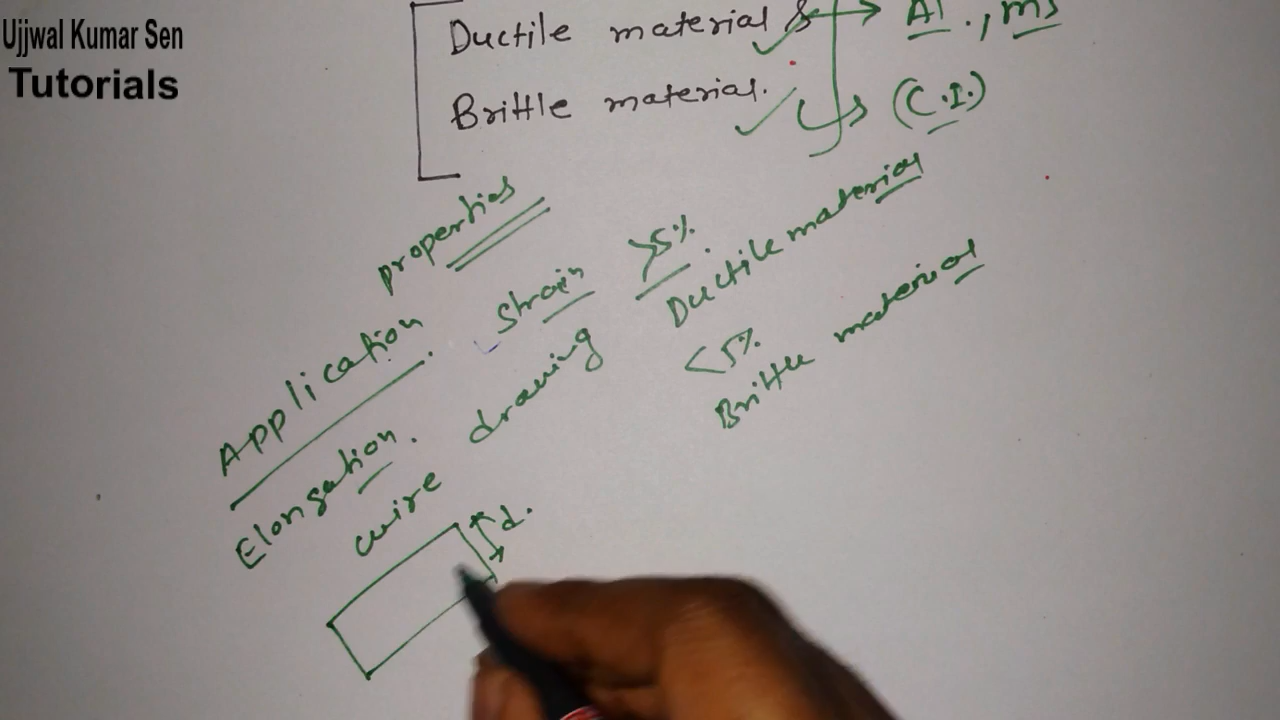 Ujjwal Kumar Sen
Tutorials
Ductile material & → Al., MS
Brittle material. → (C.I.)
properties
Application.
Strain >5%.
Ductile material
<5%
Brittle material
Elongation.
wire drawing
d.